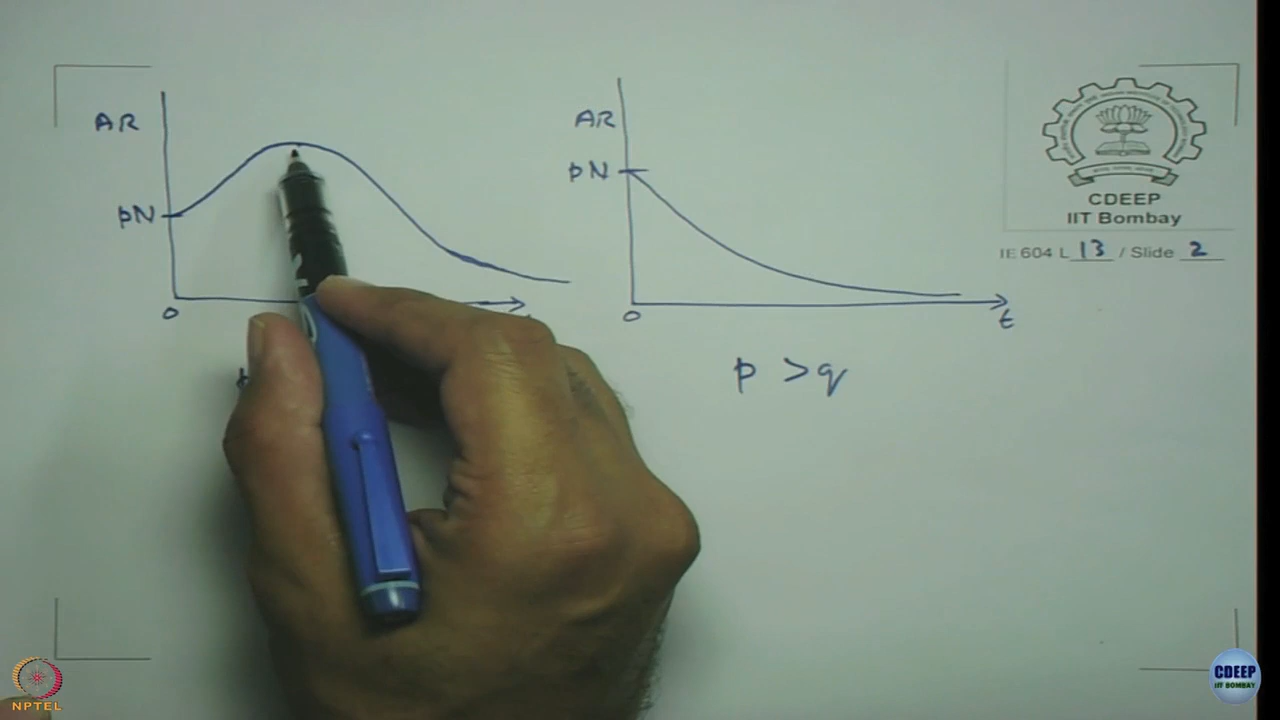 AR
pN
0
AR
pN
0
t
p > q
CDEEP
IIT Bombay
IE 604 L 13 / Slide 2
NPTEL
CDEEP
IIT BOMBAY